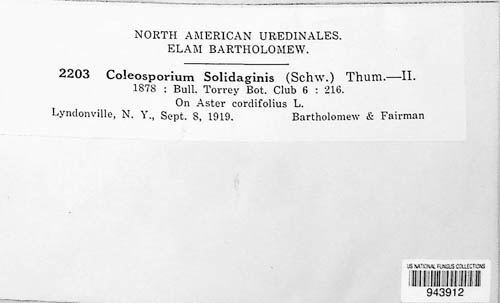 NORTH AMERICAN UREDINALES.
ELAM BARTHOLOMEW.
2203 Coleosporium Solidaginis (Schw.) Thum.—II.
1878 : Bull. Torrey Bot. Club 6 : 216.
On Aster cordifolius L.
Lyndonville, N. Y., Sept. 8, 1919. Bartholomew & Fairman
US NATIONAL FUNGUS COLLECTIONS
943912